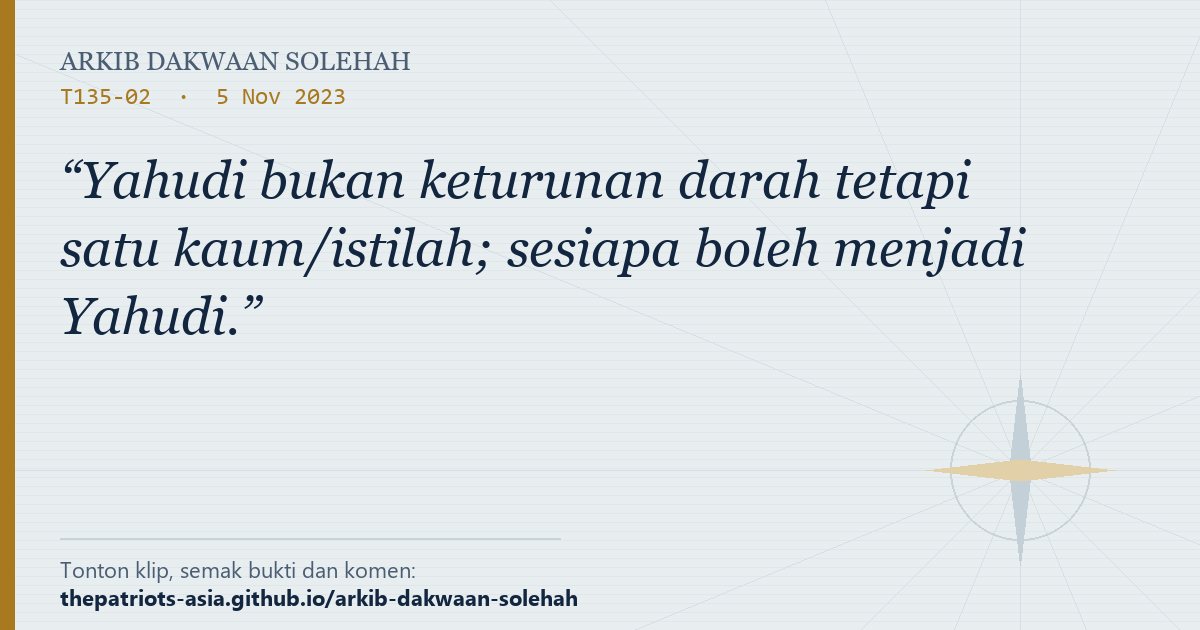 ARKIB DAKWAAN SOLEHAH
T135-02 · 5 Nov 2023
“Yahudi bukan keturunan darah tetapi
satu kaum/istilah; sesiapa boleh menjadi
Yahudi.”
Tonton klip, semak bukti dan komen:
thepatriots-asia.github.io/arkib-dakwaan-solehah